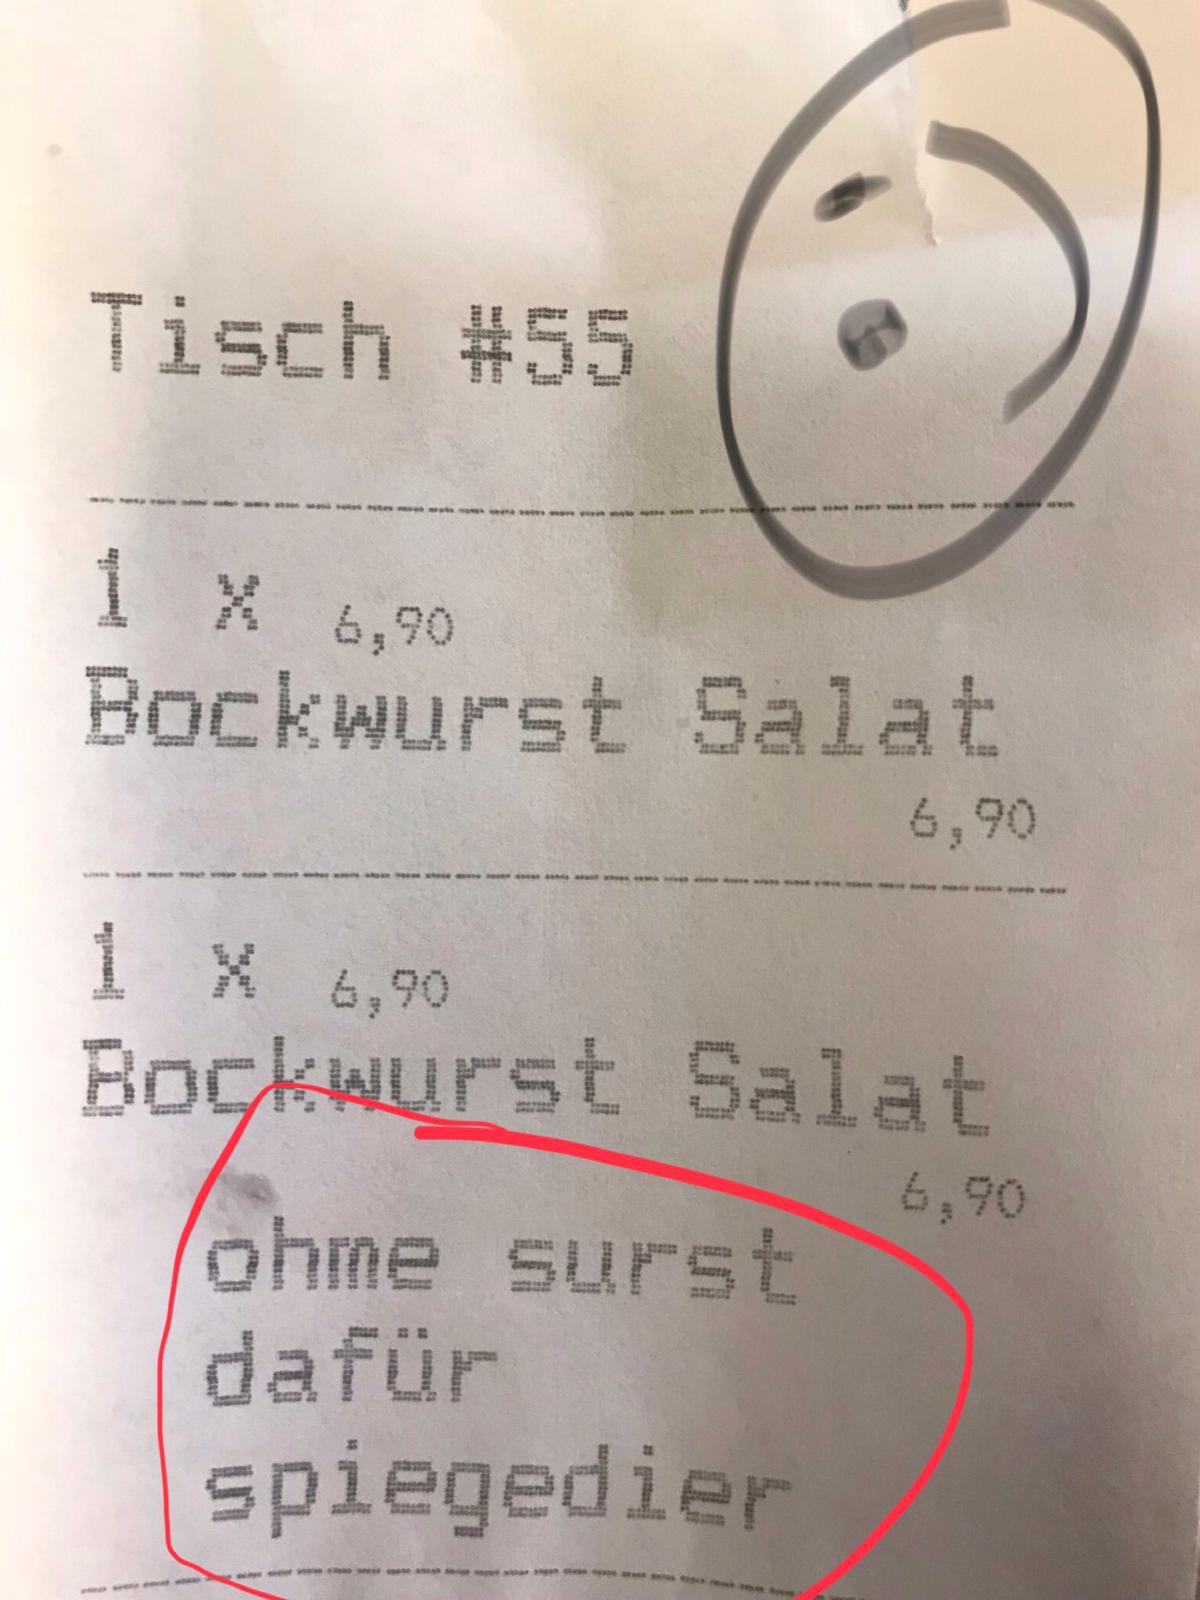 Tisch #55
1 x 6,90
Bockwurst Salat
6,90
1 x 6,90
Bockwurst Salat
6,90
ohme surst
dafür
spiegedier